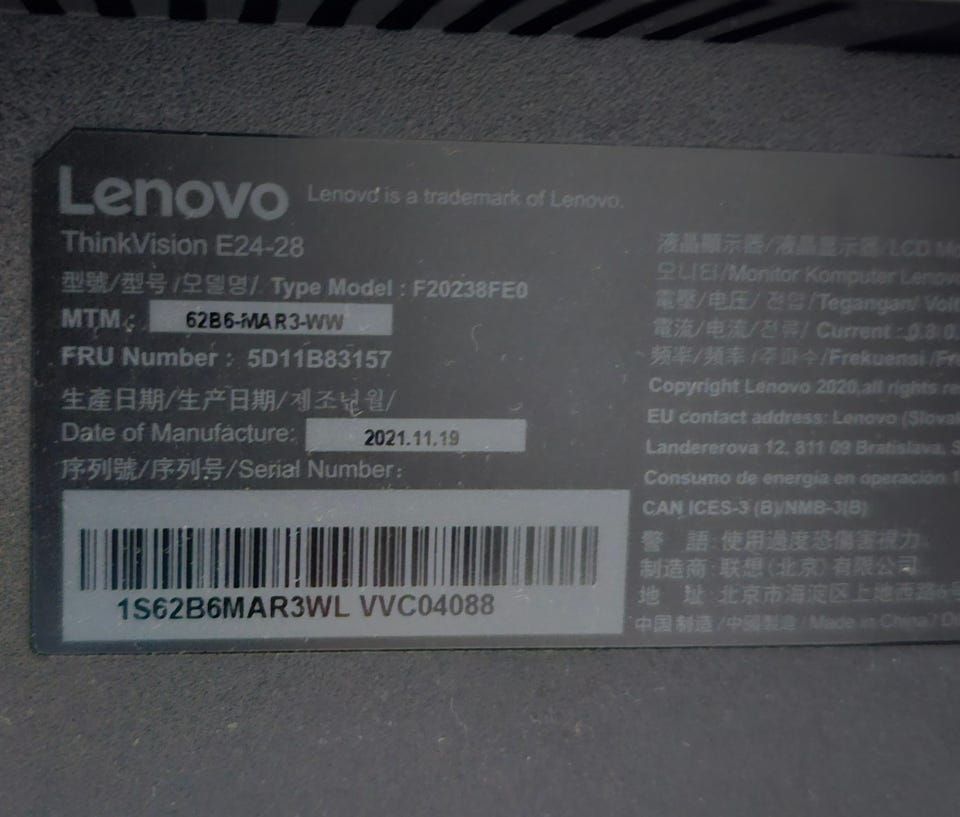 Lenovo Lenovo is a trademark of Lenovo.
ThinkVision E24-28
型號/型号/모델명/ Type Model : F20238FE0
MTM : 62B6-MAR3-WW
FRU Number : 5D11B83157
生產日期/生产日期/제조년월/
Date of Manufacture: 2021.11.19
序列號/序列号/Serial Number:
1S62B6MAR3WL VVC04088
液晶顯示器/液晶显示器/LCD
모니터/Monitor Komputer
電壓/电压/ 전압/Tegangan/
電流/电流/전류/ Current :
頻率/频率 /주파수/Frekuensi
Copyright Lenovo 2020,all rights
EU contact address: Lenovo
Landererova 12, 811 09 Bratislava,
Consumo de energía en operación
CAN ICES-3 (B)/NMB-3(B)
警 語:使用過度恐傷害視力.
制造商:联想(北京)有限公司
地 址: 北京市海淀区上地西路
中国制造/中國製造/Made in China/